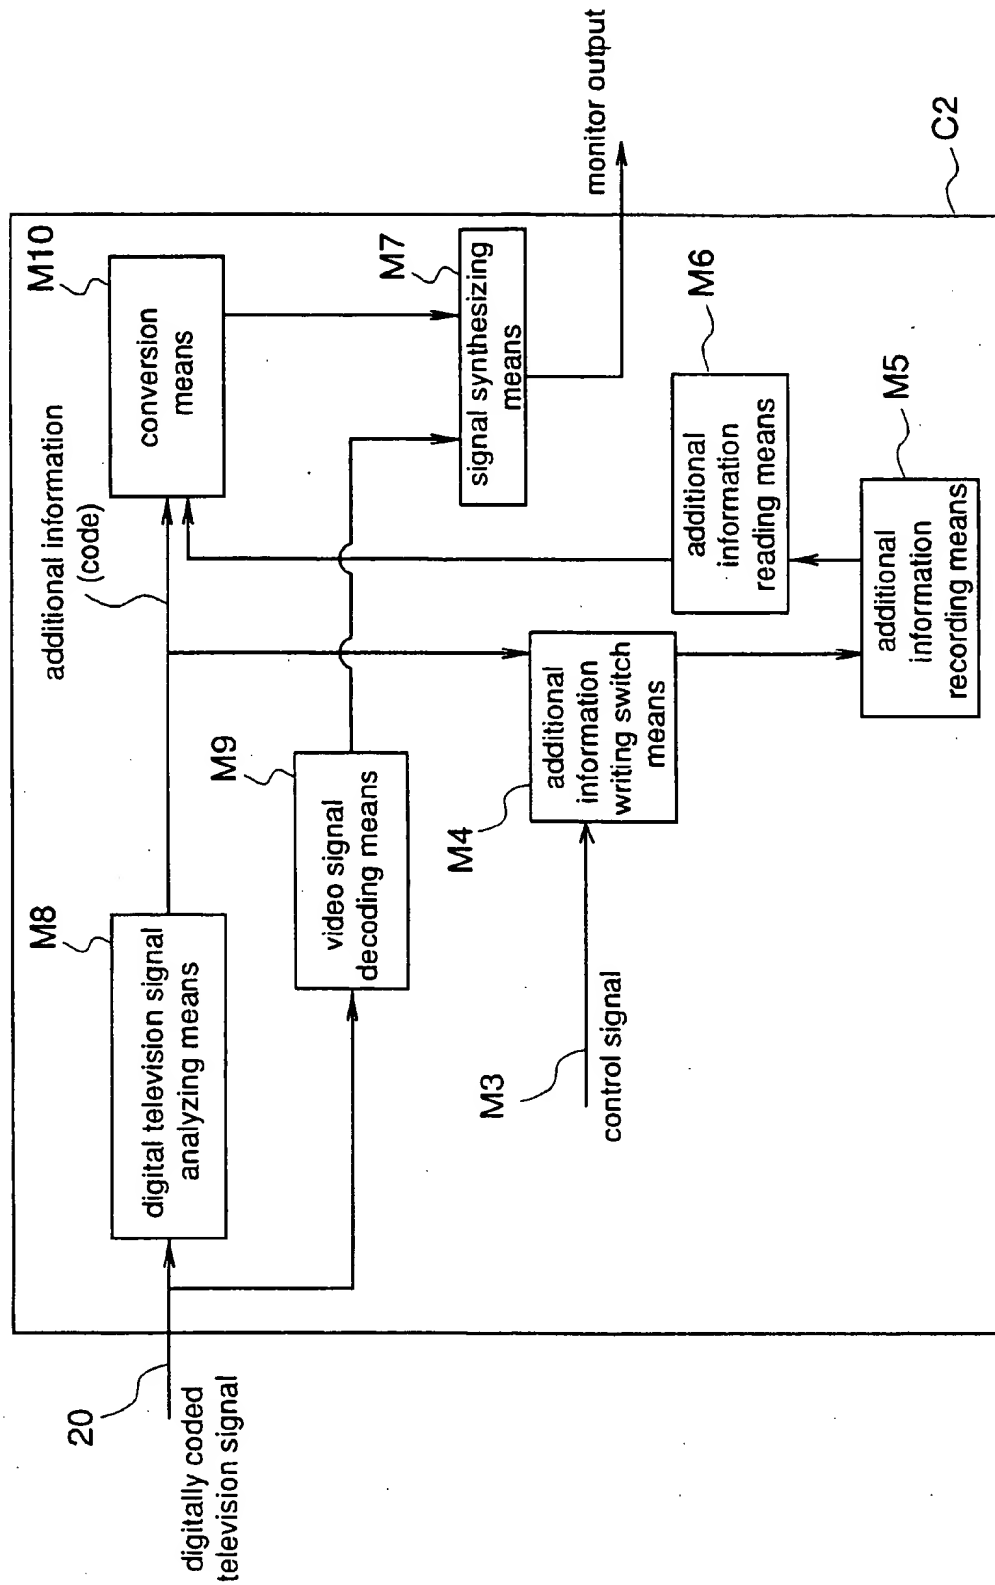 20
digitally coded
television signal
M8
digital television signal
analyzing means
additional information
(code)
M10
conversion
means
M9
video signal
decoding means
M7
signal synthesizing
means
monitor output
M3
control signal
M4
additional
information
writing switch
means
M6
additional
information
reading means
M5
additional
information
recording means
C2